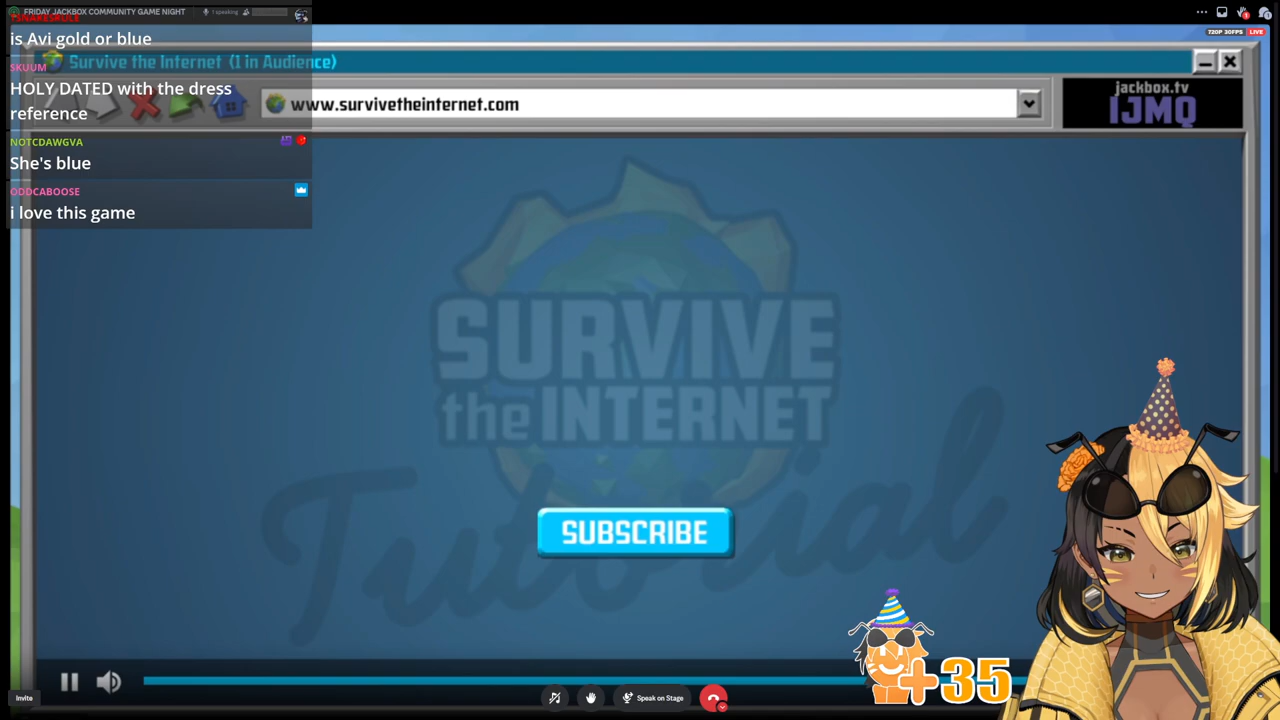 FRIDAY JACKBOX COMMUNITY GAME NIGHT
1 speaking
is Avi gold or blue
SKUUM
HOLY DATED with the dress
reference
NOTCDAWGVA
She's blue
ODDCABOOSE
i love this game
720P 30FPS LIVE
Survive the Internet (1 in Audience)
www.survivetheinternet.com
jackbox.tv
IJMQ
SURVIVE
the INTERNET
Tutorial
SUBSCRIBE
+35
Invite
Speak on Stage